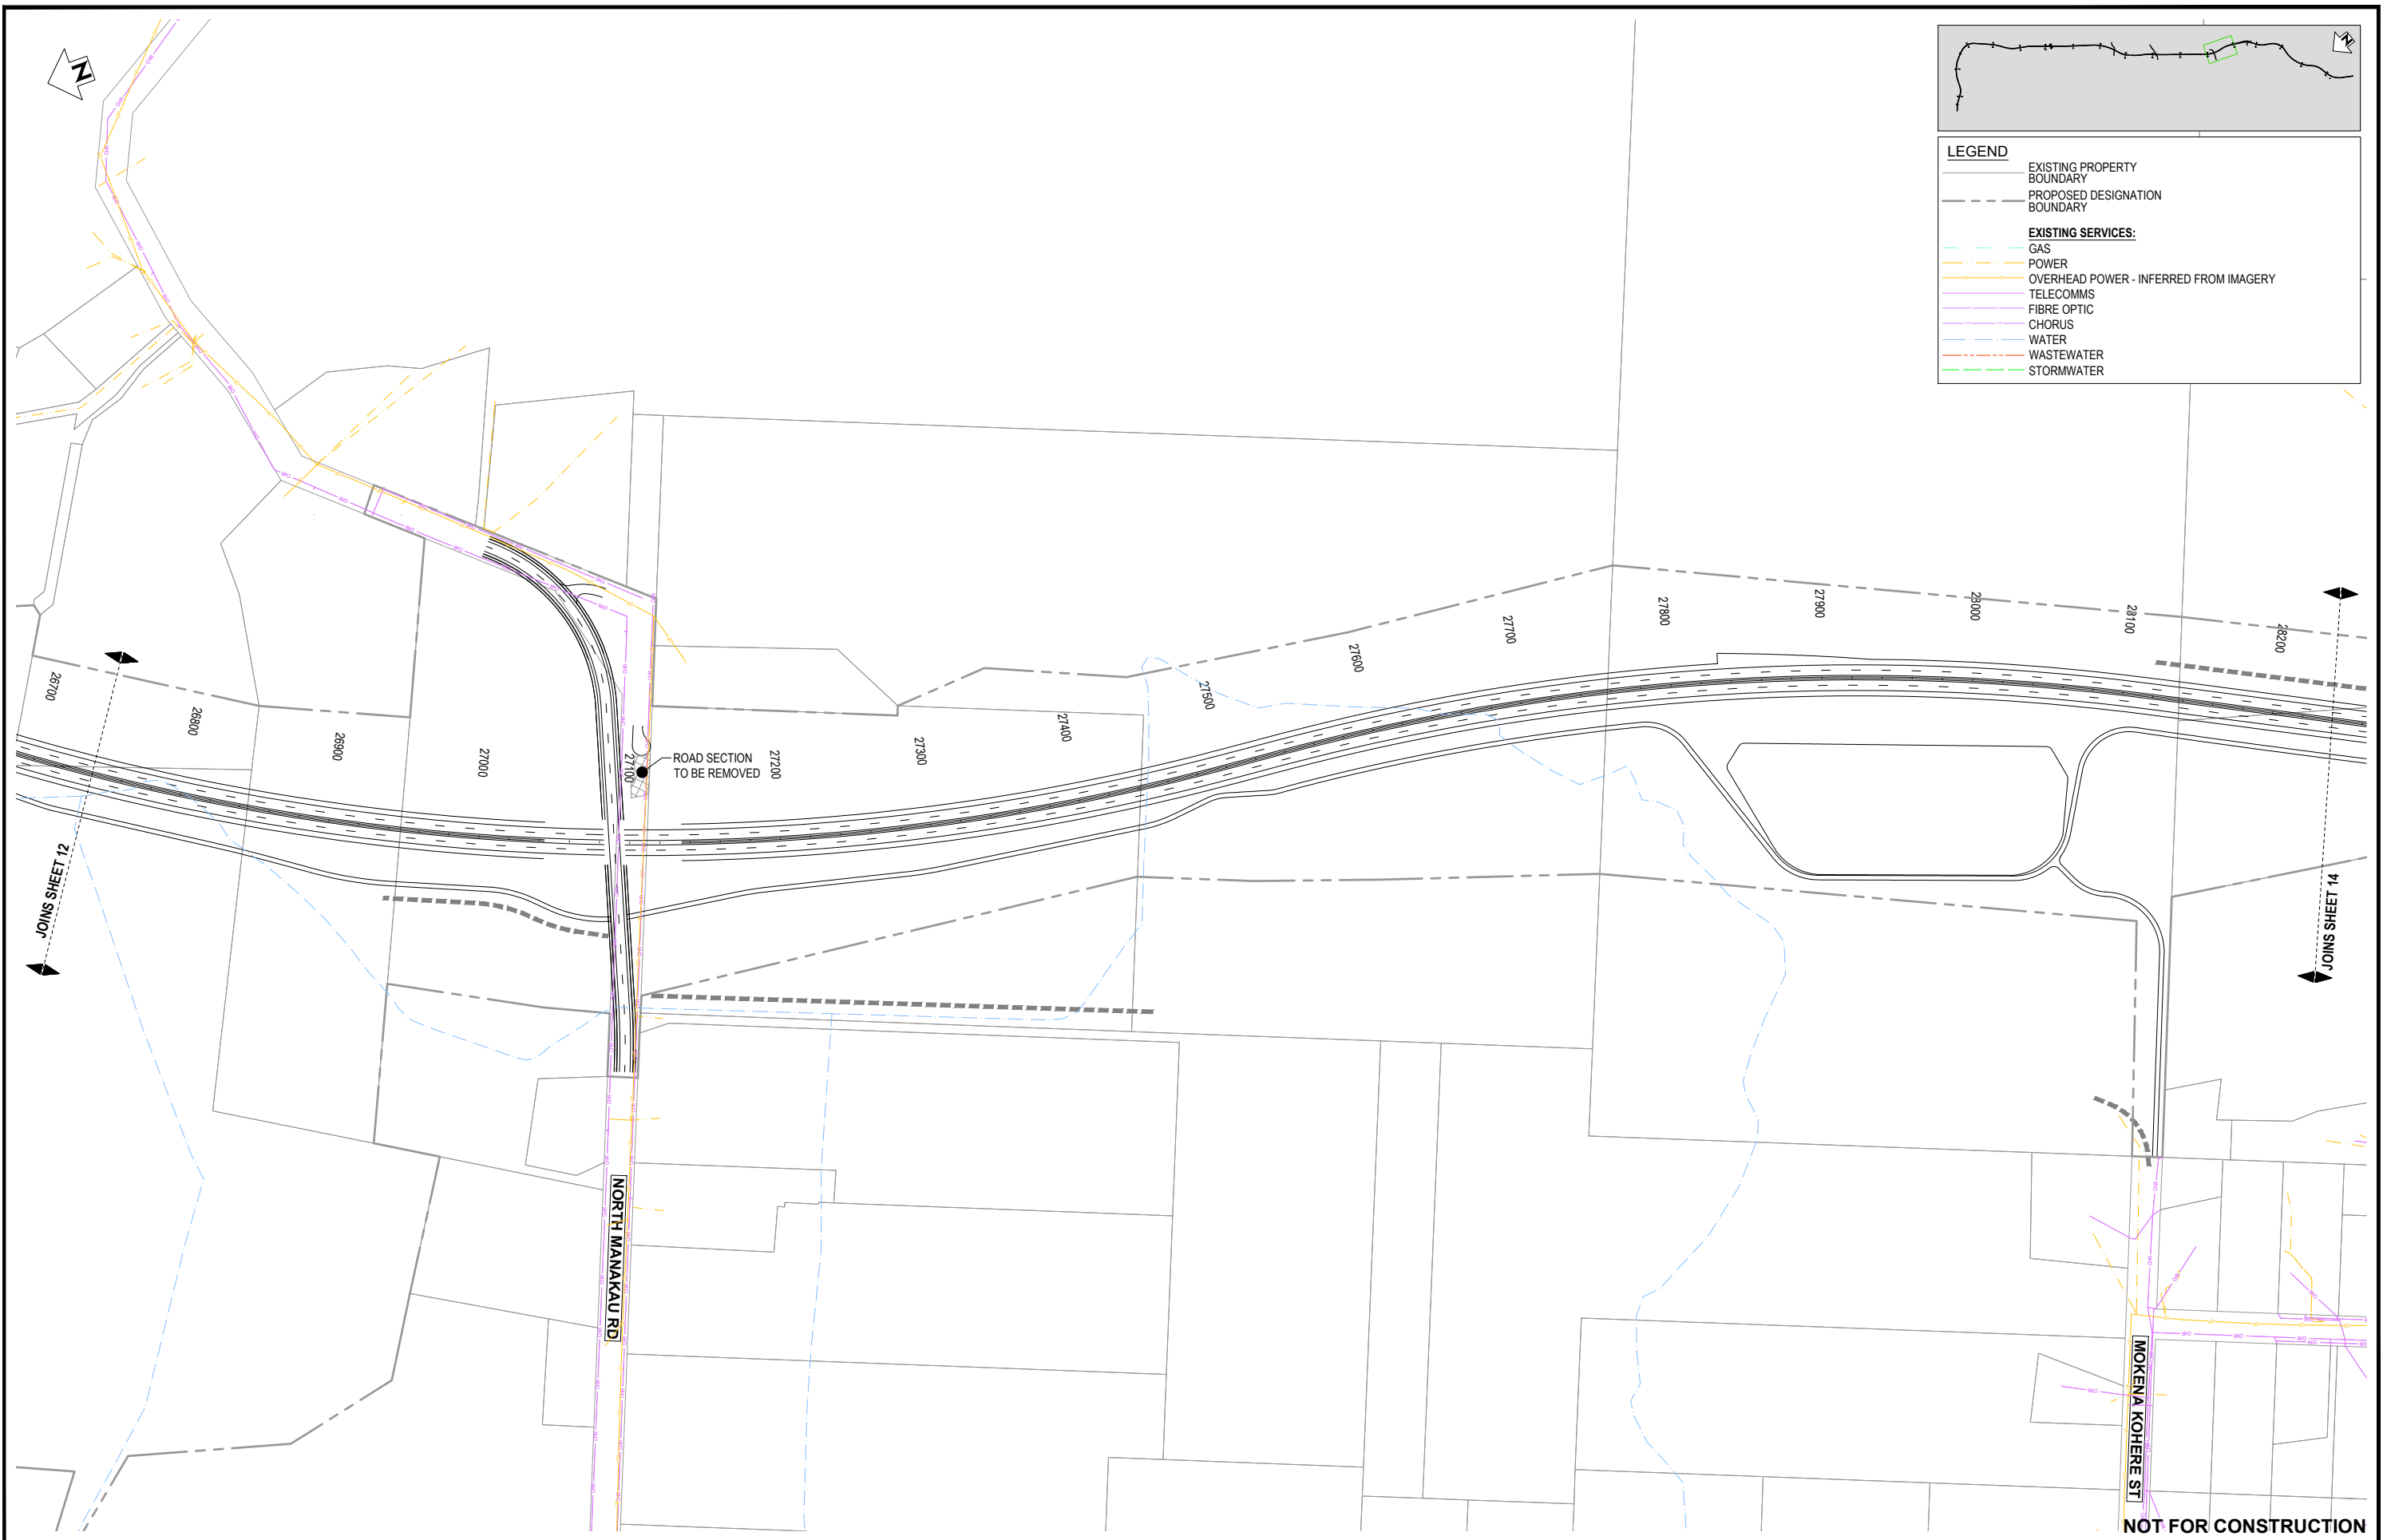 N
N
LEGEND
EXISTING PROPERTY
BOUNDARY
PROPOSED DESIGNATION
BOUNDARY
EXISTING SERVICES:
GAS
POWER
OVERHEAD POWER - INFERRED FROM IMAGERY
TELECOMMS
FIBRE OPTIC
CHORUS
WATER
WASTEWATER
STORMWATER
26700
26800
26900
27000
27100
27200
27300
27400
27500
27600
27700
27800
27900
28000
28100
28200
ROAD SECTION
TO BE REMOVED
JOINS SHEET 12
JOINS SHEET 14
NORTH MANAKAU RD
MOKENA KOHERE ST
NOT FOR CONSTRUCTION